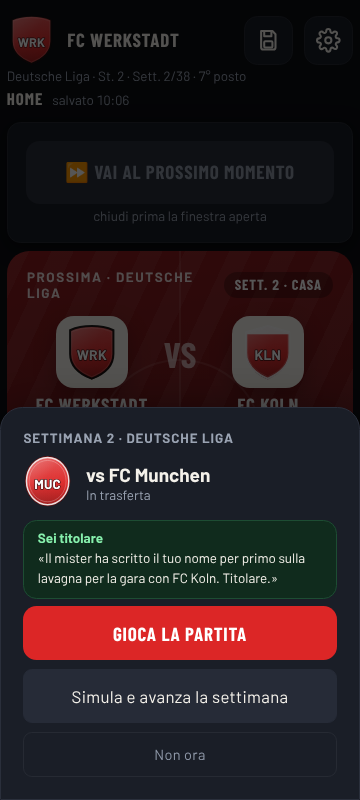 WRK
FC WERKSTADT
Deutsche Liga · St. 2 · Sett. 2/38 · 7° posto
HOME salvato 10:06
⏩ VAI AL PROSSIMO MOMENTO
chiudi prima la finestra aperta
PROSSIMA · DEUTSCHE
LIGA
SETT. 2 · CASA
WRK
VS
KLN
FC WERKSTADT
FC KOLN
SETTIMANA 2 · DEUTSCHE LIGA
MUC
vs FC Munchen
In trasferta
Sei titolare
«Il mister ha scritto il tuo nome per primo sulla
lavagna per la gara con FC Koln. Titolare.»
GIOCA LA PARTITA
Simula e avanza la settimana
Non ora